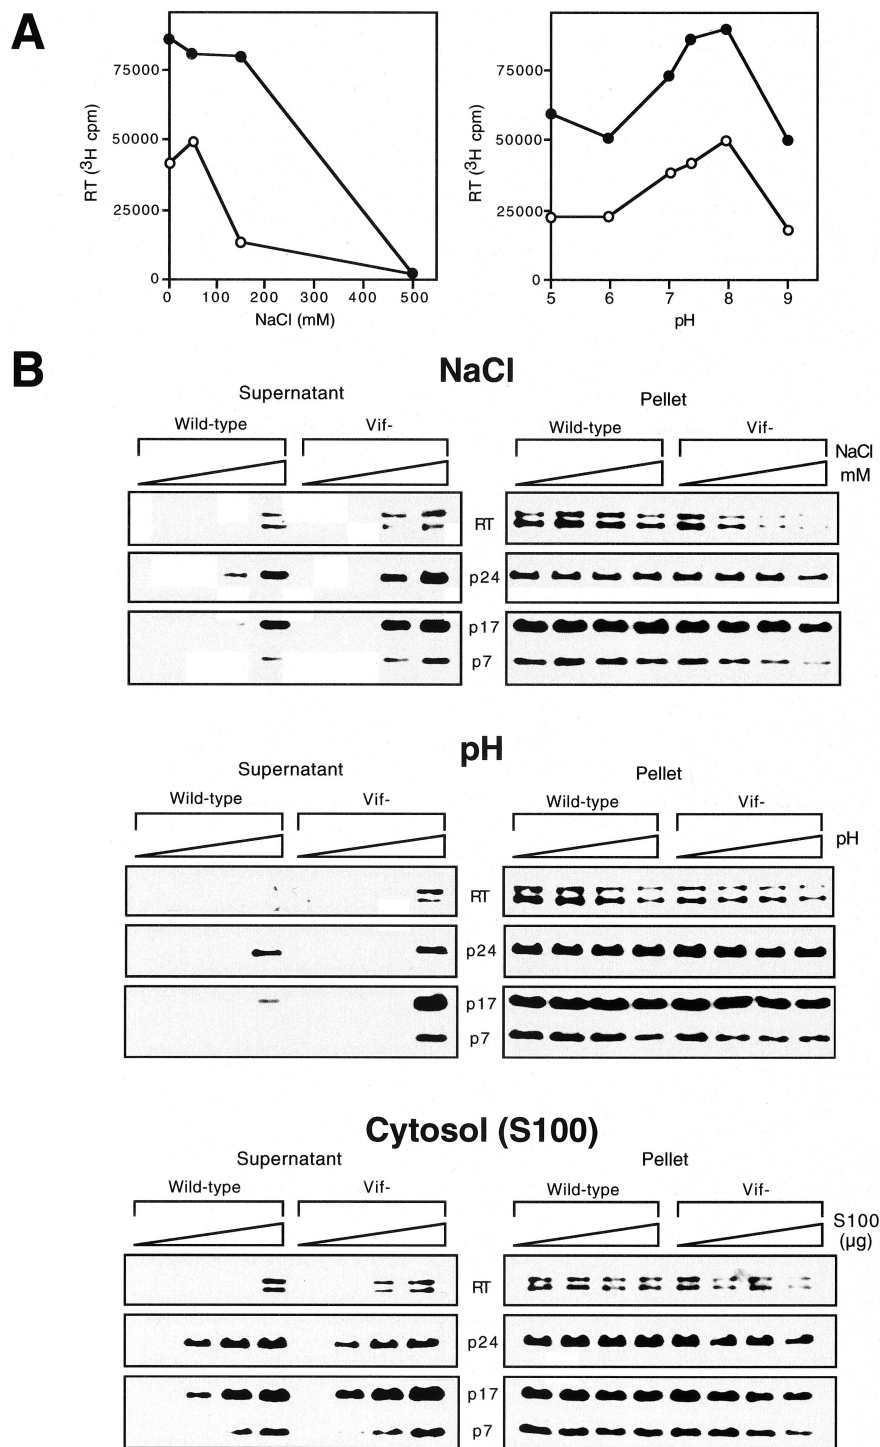 A
75000
50000
25000
0
RT (³H cpm)
0 100 200 300 400 500
NaCl (mM)
75000
50000
25000
0
RT (³H cpm)
5 6 7 8 9
pH
B
NaCl
Supernatant Pellet
Wild-type Vif- Wild-type Vif-
NaCl
mM
RT
p24
p17
p7
pH
Supernatant Pellet
Wild-type Vif- Wild-type Vif-
pH
RT
p24
p17
p7
Cytosol (S100)
Supernatant Pellet
Wild-type Vif- Wild-type Vif-
S100
(µg)
RT
p24
p17
p7